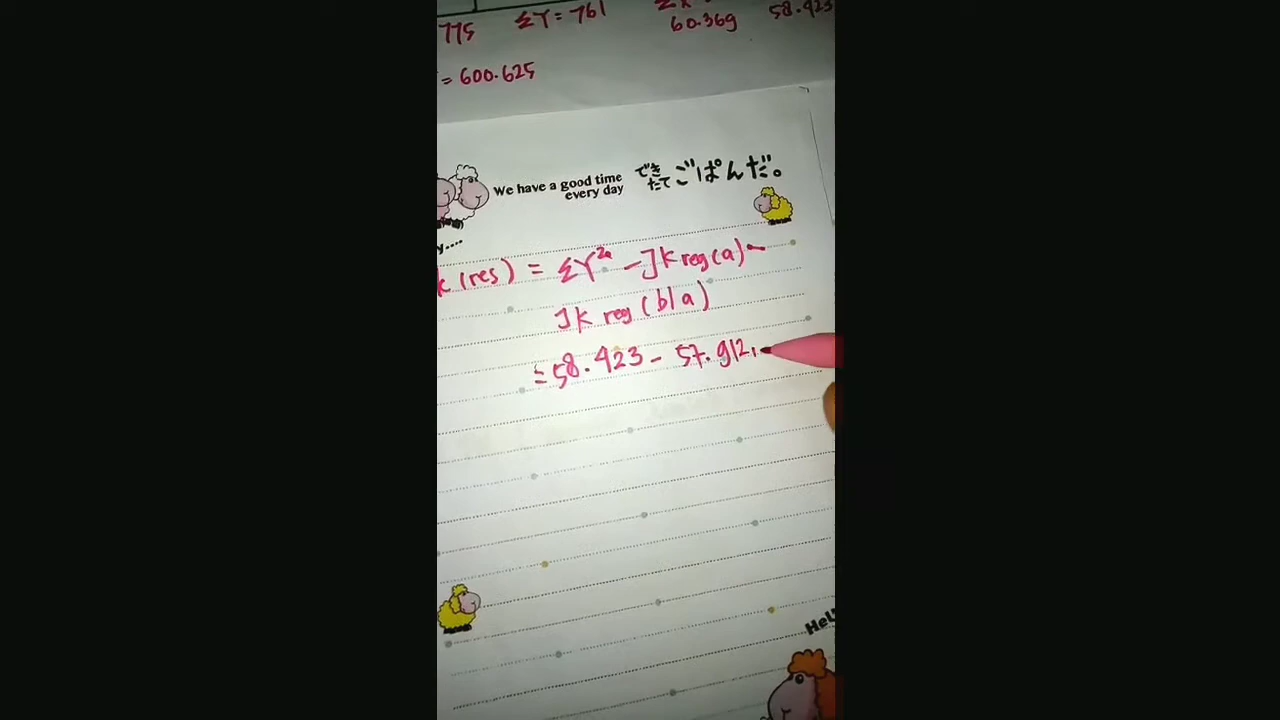 775 ΣY = 761 60.369 58.423
= 600.625
We have a good time
every day
できたて ごぱんだ。
y....
k (res) = ΣY² - JK reg (a) -
JK reg (b/a)
= 58.423 - 57.912,
Hell